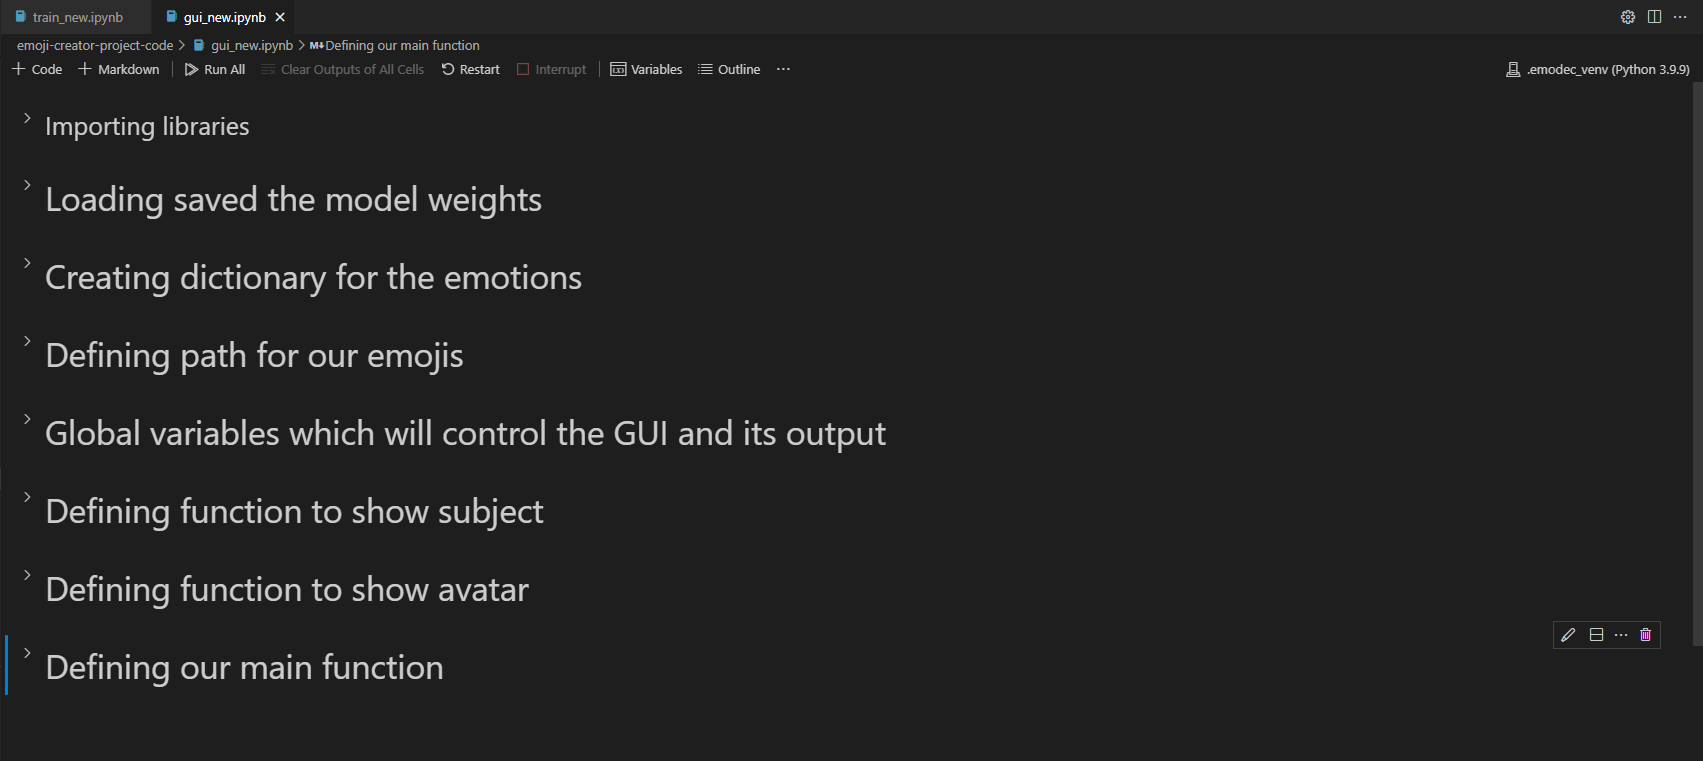 train_new.ipynb gui_new.ipynb
emoji-creator-project-code > gui_new.ipynb > M↓Defining our main function
+ Code + Markdown Run All Clear Outputs of All Cells Restart Interrupt Variables Outline ··· .emodec_venv (Python 3.9.9)
Importing libraries
Loading saved the model weights
Creating dictionary for the emotions
Defining path for our emojis
Global variables which will control the GUI and its output
Defining function to show subject
Defining function to show avatar
Defining our main function